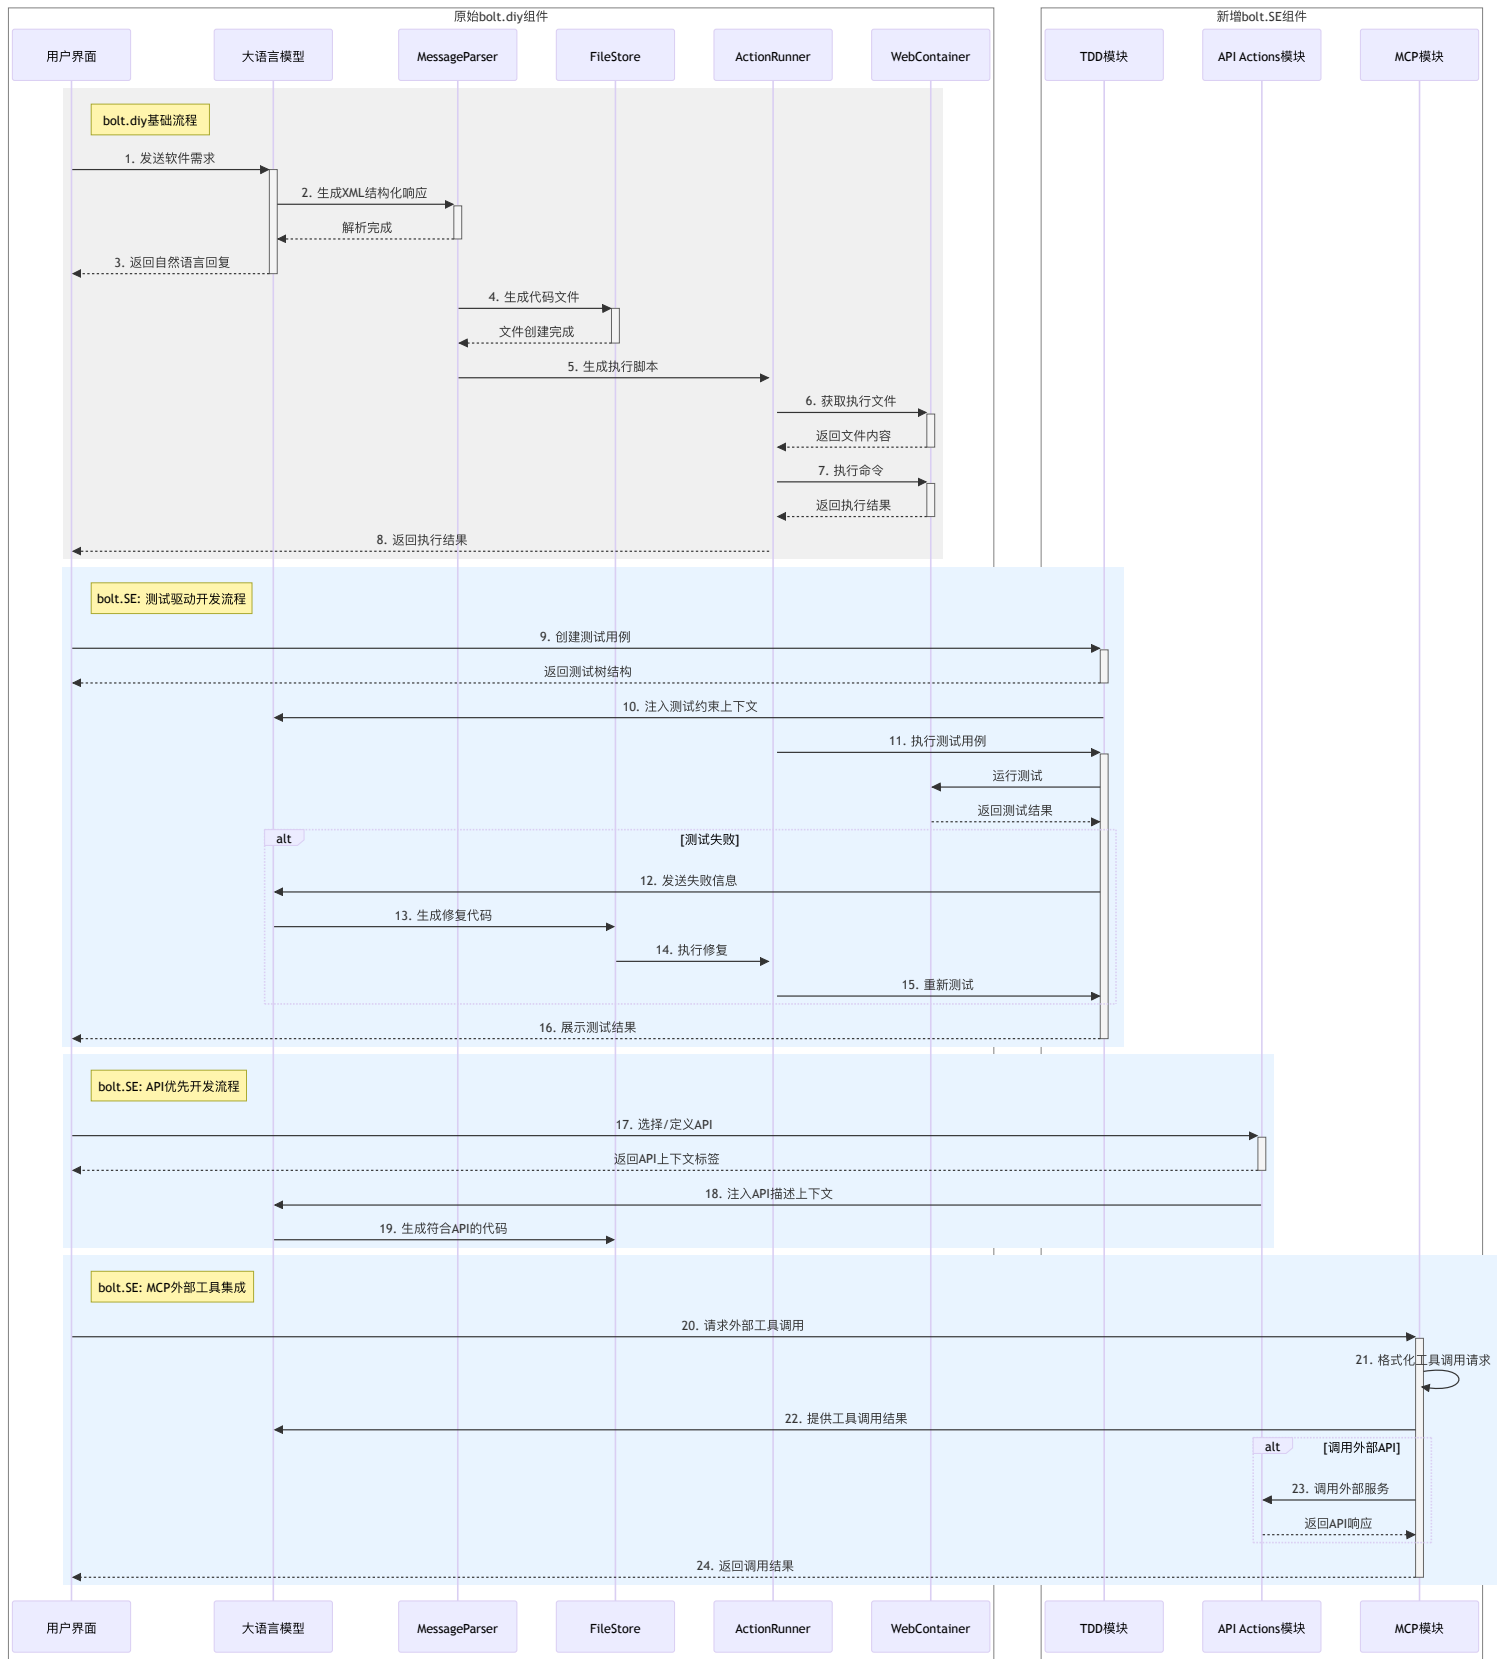 原始bolt.diy组件
新增bolt.SE组件
用户界面
大语言模型
MessageParser
FileStore
ActionRunner
WebContainer
TDD模块
API Actions模块
MCP模块
bolt.diy基础流程
1. 发送软件需求
2. 生成XML结构化响应
解析完成
3. 返回自然语言回复
4. 生成代码文件
文件创建完成
5. 生成执行脚本
6. 获取执行文件
返回文件内容
7. 执行命令
返回执行结果
8. 返回执行结果
bolt.SE: 测试驱动开发流程
9. 创建测试用例
返回测试树结构
10. 注入测试约束上下文
11. 执行测试用例
运行测试
返回测试结果
alt
[测试失败]
12. 发送失败信息
13. 生成修复代码
14. 执行修复
15. 重新测试
16. 展示测试结果
bolt.SE: API优先开发流程
17. 选择/定义API
返回API上下文标签
18. 注入API描述上下文
19. 生成符合API的代码
bolt.SE: MCP外部工具集成
20. 请求外部工具调用
21. 格式化工具调用请求
22. 提供工具调用结果
alt
[调用外部API]
23. 调用外部服务
返回API响应
24. 返回调用结果
用户界面
大语言模型
MessageParser
FileStore
ActionRunner
WebContainer
TDD模块
API Actions模块
MCP模块